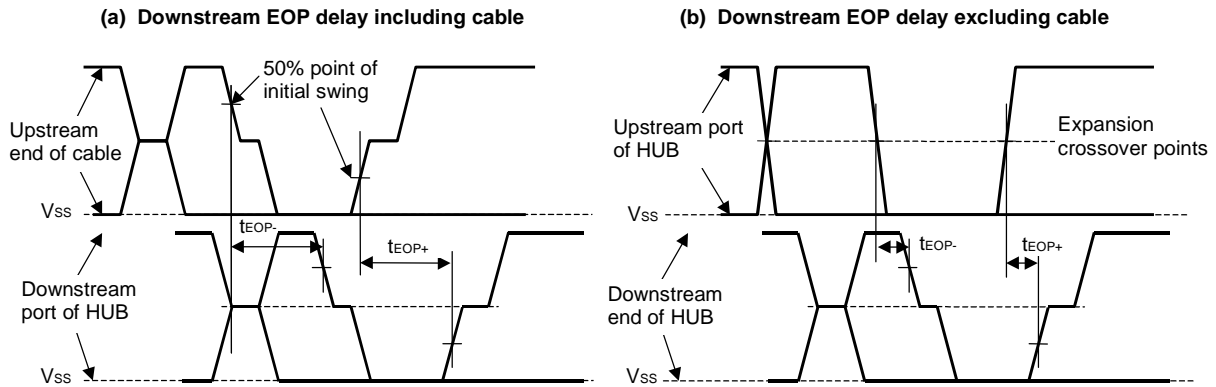 (a) Downstream EOP delay including cable
50% point of
initial swing
Upstream
end of cable
VSS
tEOP-
tEOP+
Downstream
port of HUB
VSS
(b) Downstream EOP delay excluding cable
Upstream port
of HUB
Expansion
crossover points
VSS
tEOP-
tEOP+
Downstream
end of HUB
VSS